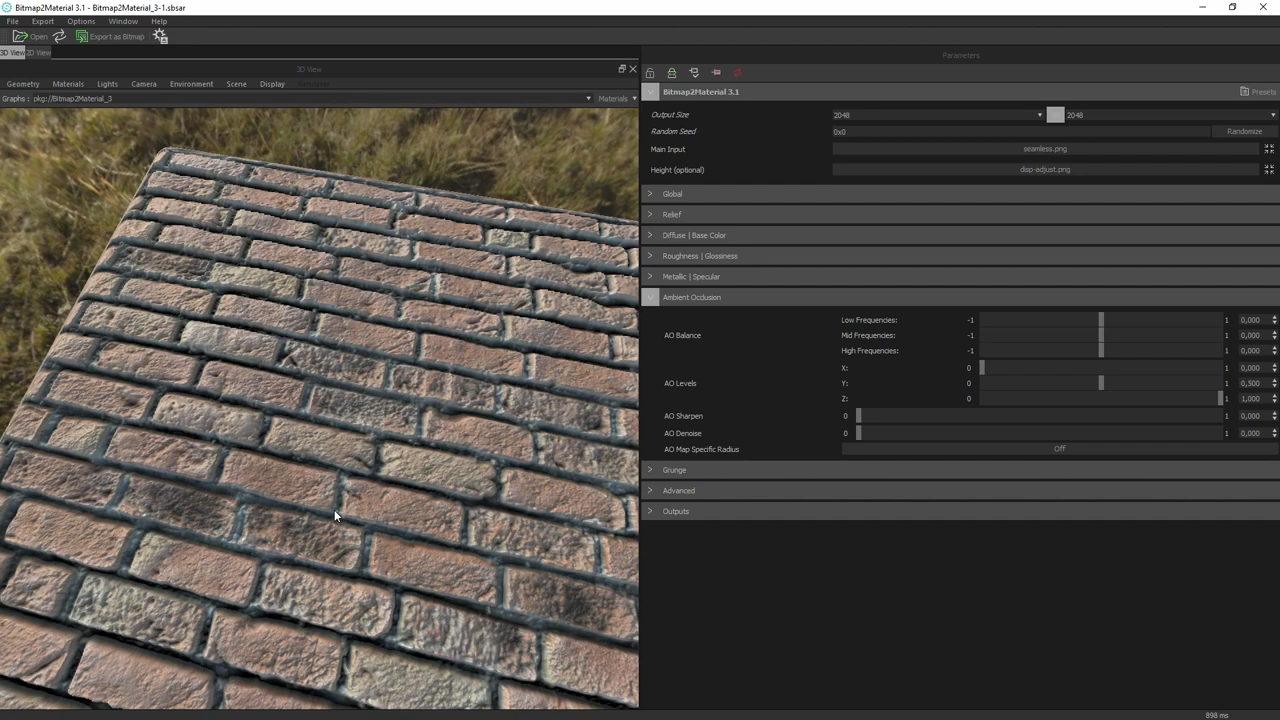 Bitmap2Material 3.1 - Bitmap2Material_3-1.sbsar
File Export Options Window Help
Open Export as Bitmap
3D View 2D View
3D View
Parameters
Geometry Materials Lights Camera Environment Scene Display
Graphs : pkg://Bitmap2Material_3 Materials
Bitmap2Material 3.1 Presets
Output Size 2048 2048
Random Seed 0x0 Randomize
Main Input seamless.png
Height (optional) disp-adjust.png
Global
Relief
Diffuse | Base Color
Roughness | Glossiness
Metallic | Specular
Ambient Occlusion
AO Balance
Low Frequencies: -1 1 0,000
Mid Frequencies: -1 1 0,000
High Frequencies: -1 1 0,000
AO Levels
X: 0 1 0,000
Y: 0 1 0,500
Z: 0 1 1,000
AO Sharpen 0 1 0,000
AO Denoise 0 1 0,000
AO Map Specific Radius Off
Grunge
Advanced
Outputs
898 ms